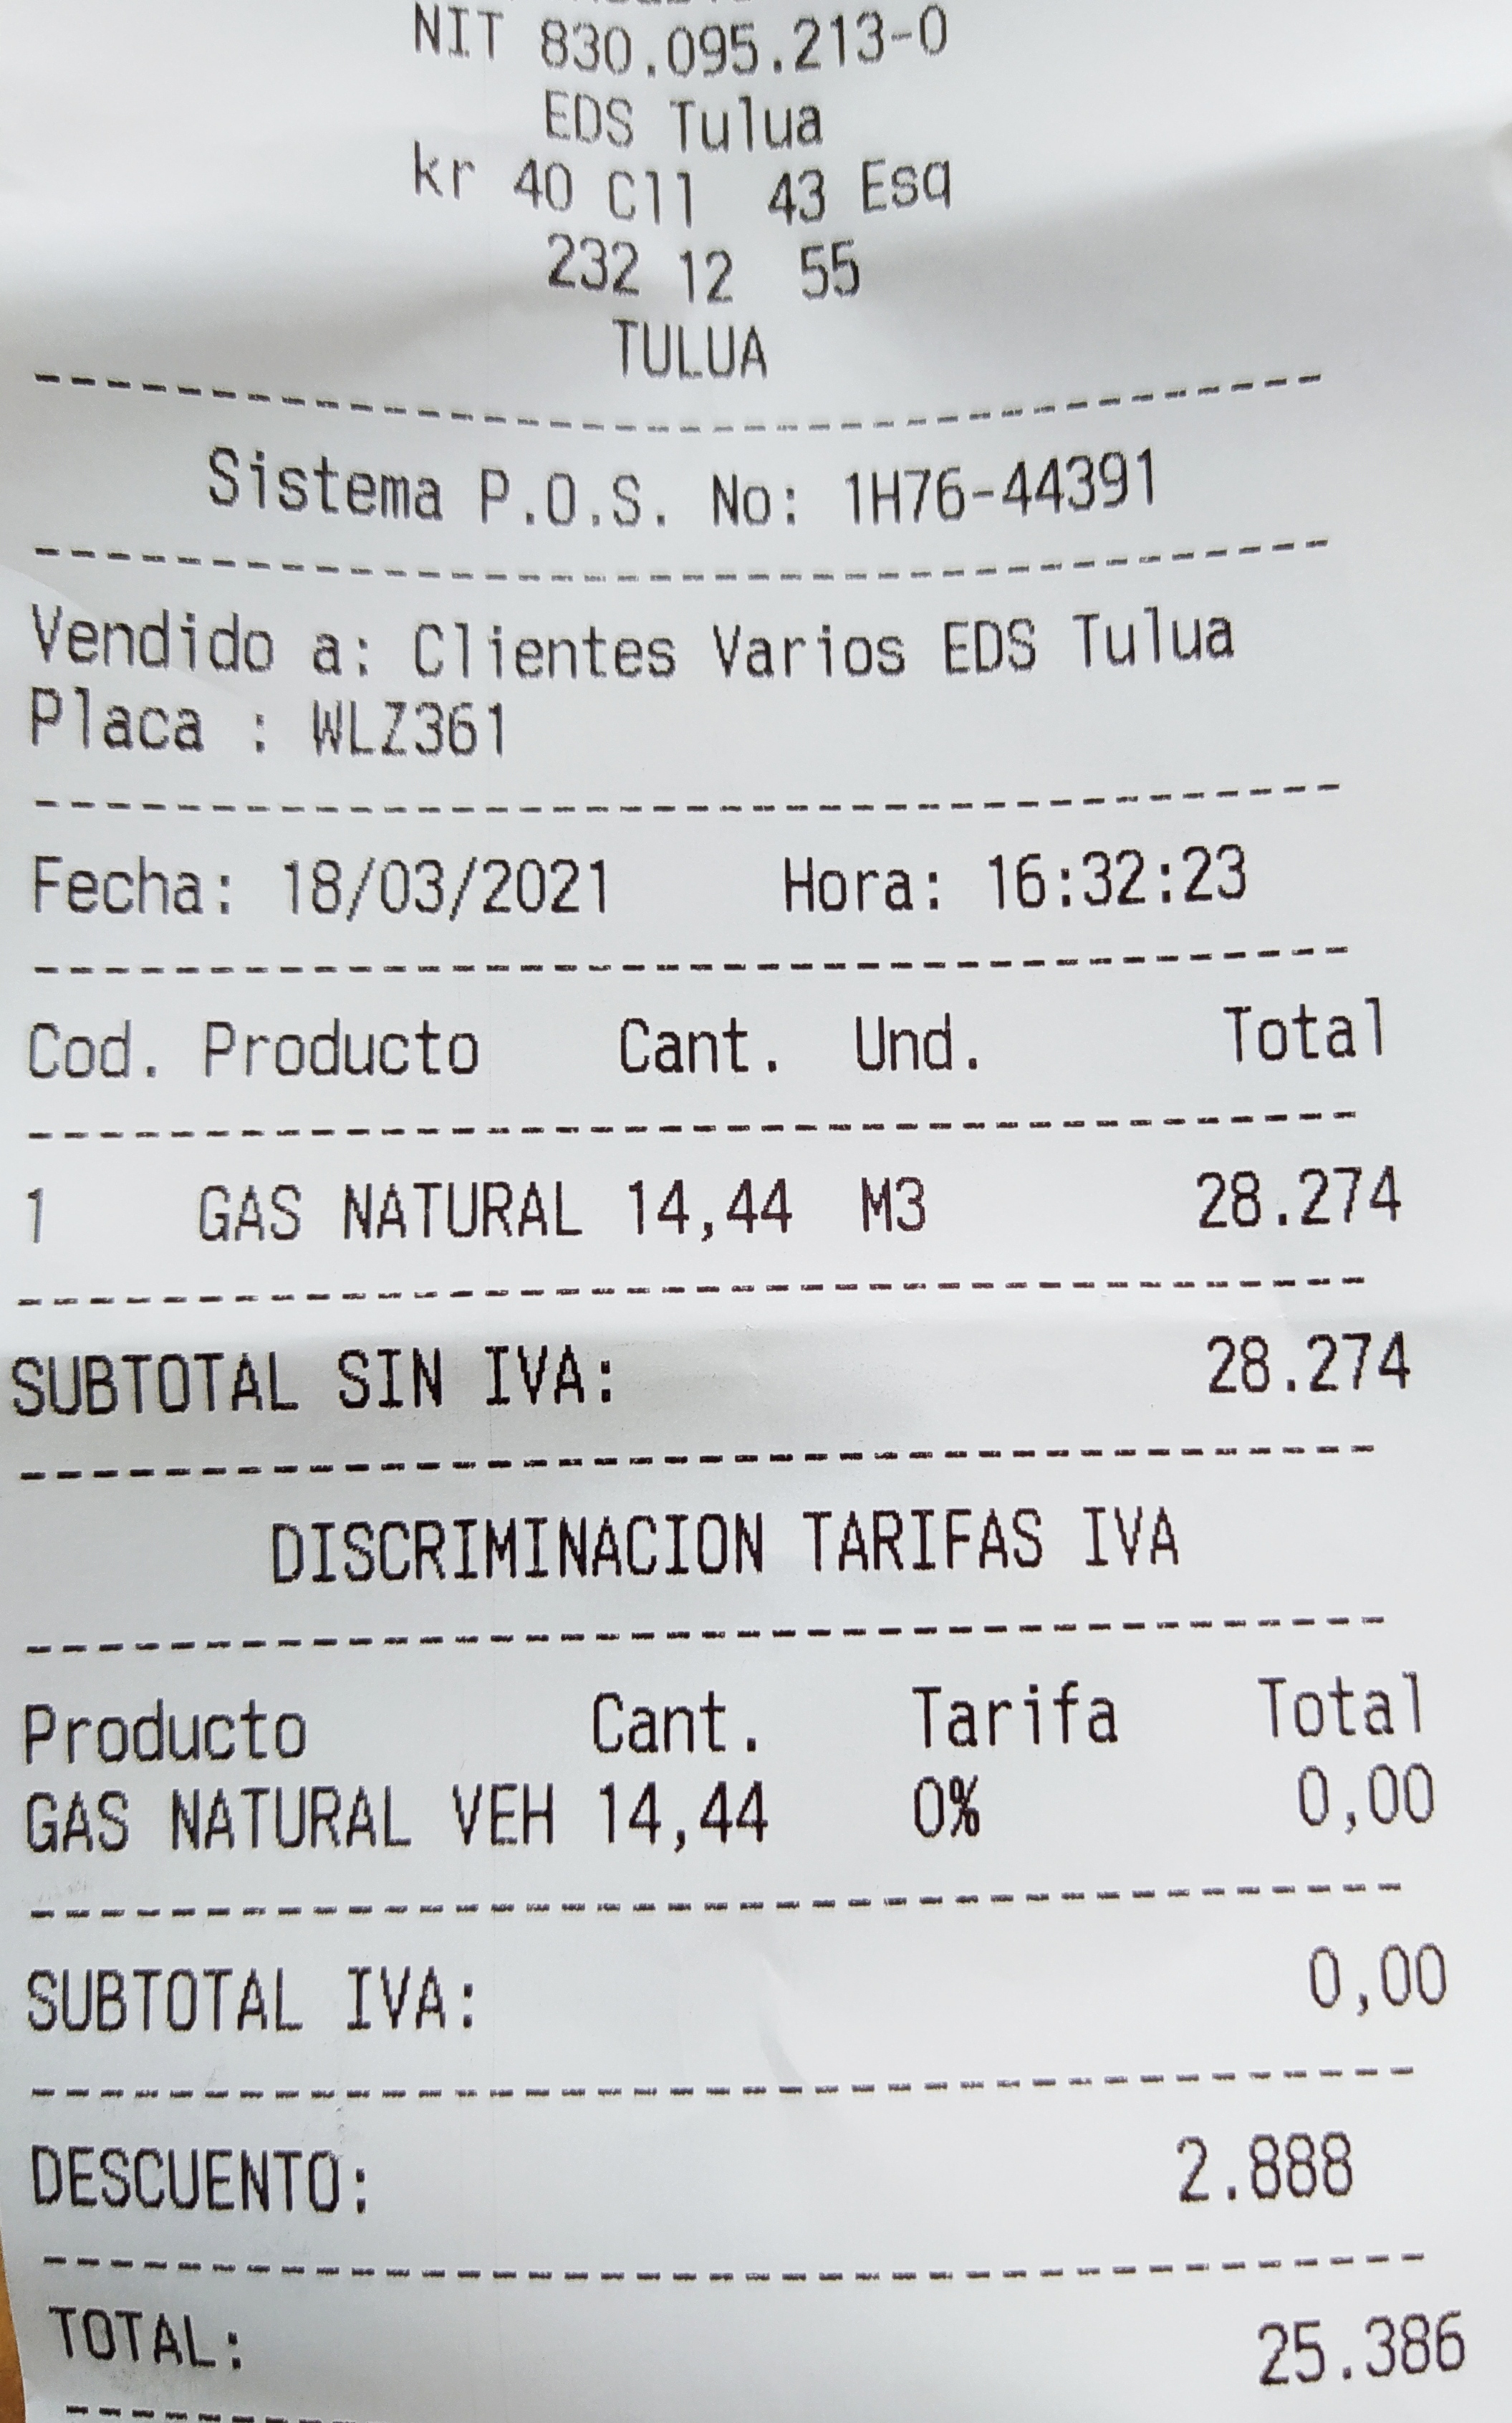 NIT 830.095.213-0
EDS Tulua
kr 40 Cll 43 Esq
232 12 55
TULUA
Sistema P.O.S. No: 1H76-44391
Vendido a: Clientes Varios EDS Tulua
Placa : WLZ361
Fecha: 18/03/2021 Hora: 16:32:23
Cod. Producto Cant. Und. Total
1 GAS NATURAL 14,44 M3 28.274
SUBTOTAL SIN IVA: 28.274
DISCRIMINACION TARIFAS IVA
Producto Cant. Tarifa Total
GAS NATURAL VEH 14,44 0% 0,00
SUBTOTAL IVA: 0,00
DESCUENTO: 2.888
TOTAL: 25.386